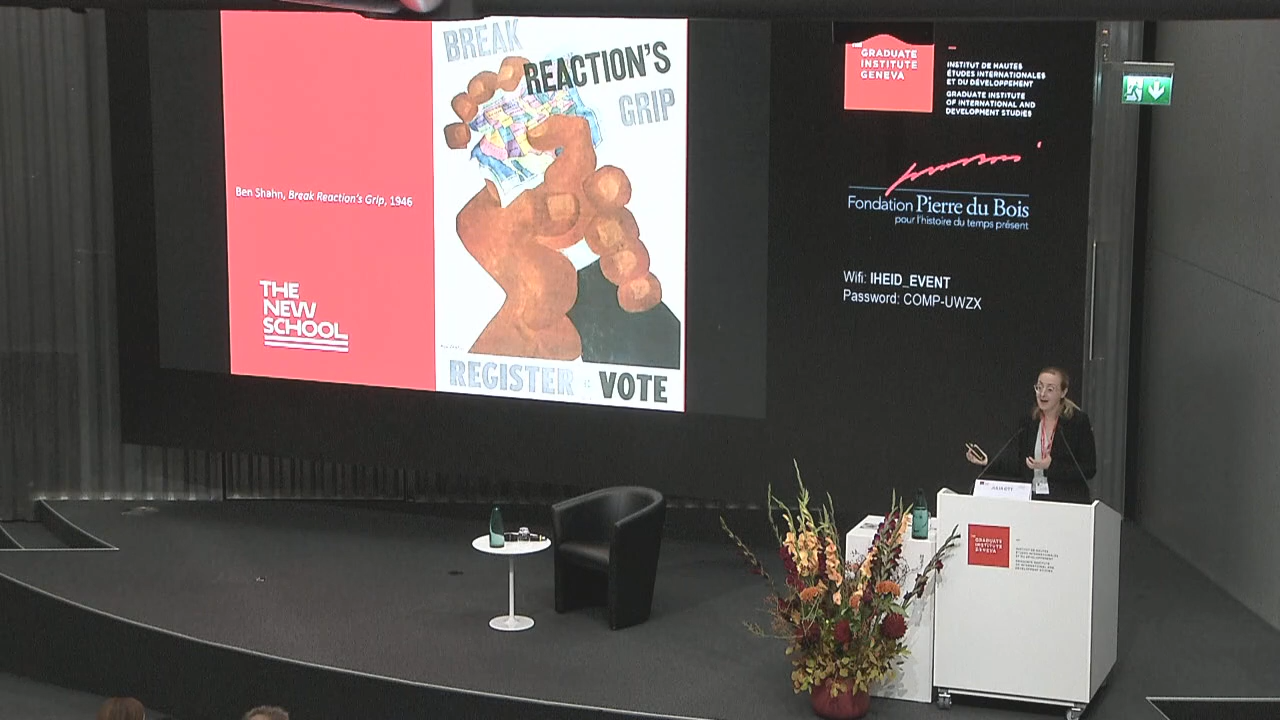 BREAK
REACTION'S
GRIP
Ben Shahn, Break Reaction's Grip, 1946
THE
NEW
SCHOOL
REGISTER
VOTE
GRADUATE
INSTITUTE
GENEVA
INSTITUT DE HAUTES
ÉTUDES INTERNATIONALES
ET DU DÉVELOPPEMENT
GRADUATE INSTITUTE
OF INTERNATIONAL AND
DEVELOPMENT STUDIES
Fondation Pierre du Bois
pour l'histoire du temps présent
Wifi: IHEID_EVENT
Password: COMP-UWZX
GRADUATE
INSTITUTE
GENEVA